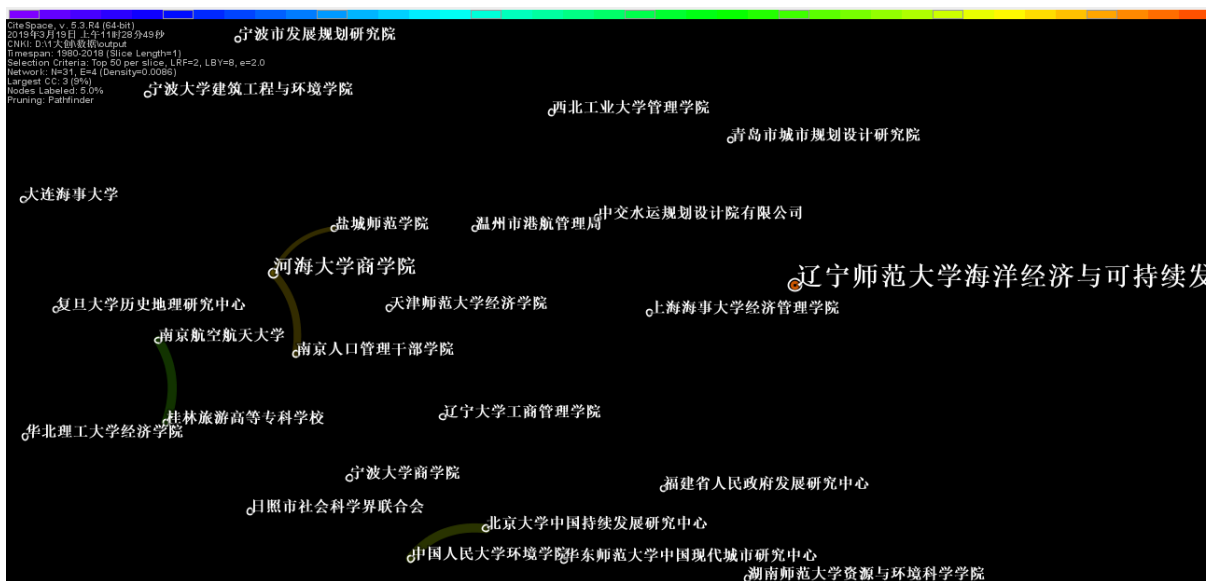 CiteSpace, v. 5.3.R4 (64-bit)
2019年3月19日 上午11时28分49秒
CNKI: D:\1大创\数据\output
Timespan: 1980-2018 (Slice Length=1)
Selection Criteria: Top 50 per slice, LRF=2, LBY=8, e=2.0
Network: N=31, E=4 (Density=0.0086)
Largest CC: 3 (9%)
Nodes Labeled: 5.0%
Pruning: Pathfinder
宁波市发展规划研究院
宁波大学建筑工程与环境学院
西北工业大学管理学院
青岛市城市规划设计研究院
大连海事大学
盐城师范学院
温州市港航管理局
中交水运规划设计院有限公司
河海大学商学院
辽宁师范大学海洋经济与可持续发
复旦大学历史地理研究中心
天津师范大学经济学院
上海海事大学经济管理学院
南京航空航天大学
南京人口管理干部学院
桂林旅游高等专科学校
辽宁大学工商管理学院
华北理工大学经济学院
宁波大学商学院
福建省人民政府发展研究中心
日照市社会科学界联合会
北京大学中国持续发展研究中心
中国人民大学环境学院
华东师范大学中国现代城市研究中心
湖南师范大学资源与环境科学学院